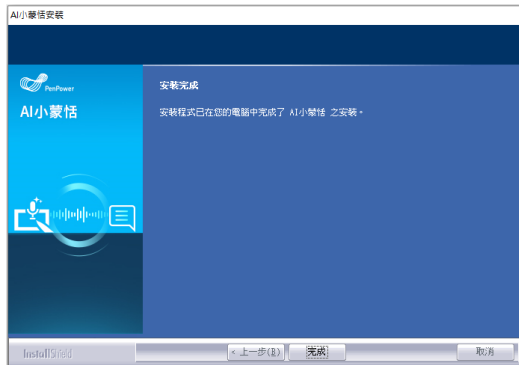 AI小蒙恬安裝
PenPower
AI小蒙恬
安裝完成
安裝程式已在您的電腦中完成了 AI小蒙恬 之安裝。
InstallShield
< 上一步(B)
完成
取消